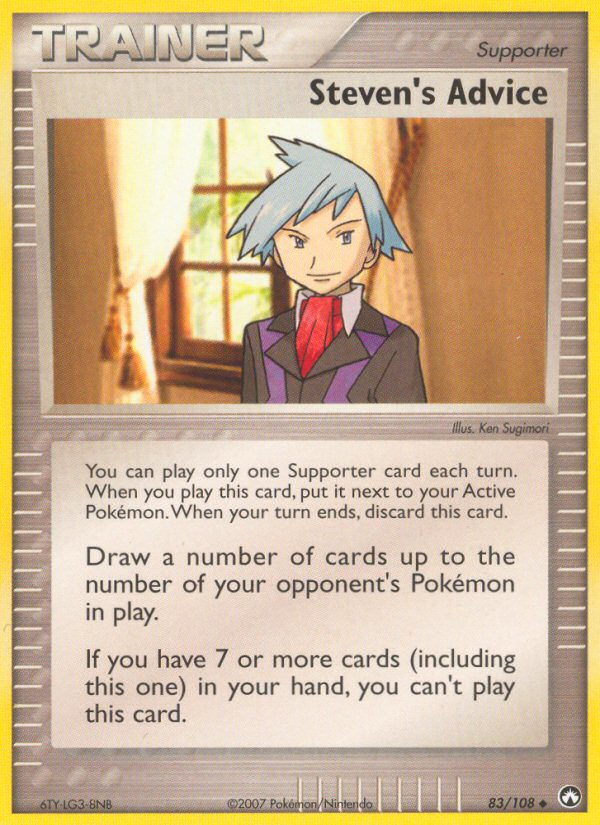 TRAINER
Supporter
Steven's Advice
Illus. Ken Sugimori
You can play only one Supporter card each turn.
When you play this card, put it next to your Active
Pokémon. When your turn ends, discard this card.
Draw a number of cards up to the
number of your opponent's Pokémon
in play.
If you have 7 or more cards (including
this one) in your hand, you can't play
this card.
6TY-LG3-BNB
©2007 Pokémon/Nintendo
83/108